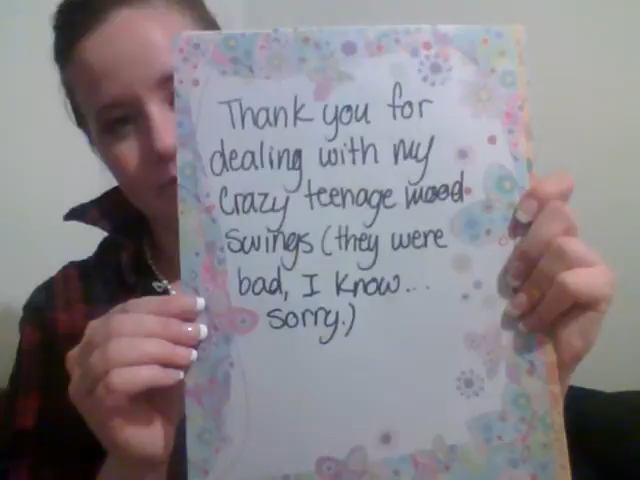 Thank you for
dealing with my
crazy teenage mood
swings (they were
bad, I know...
sorry.)